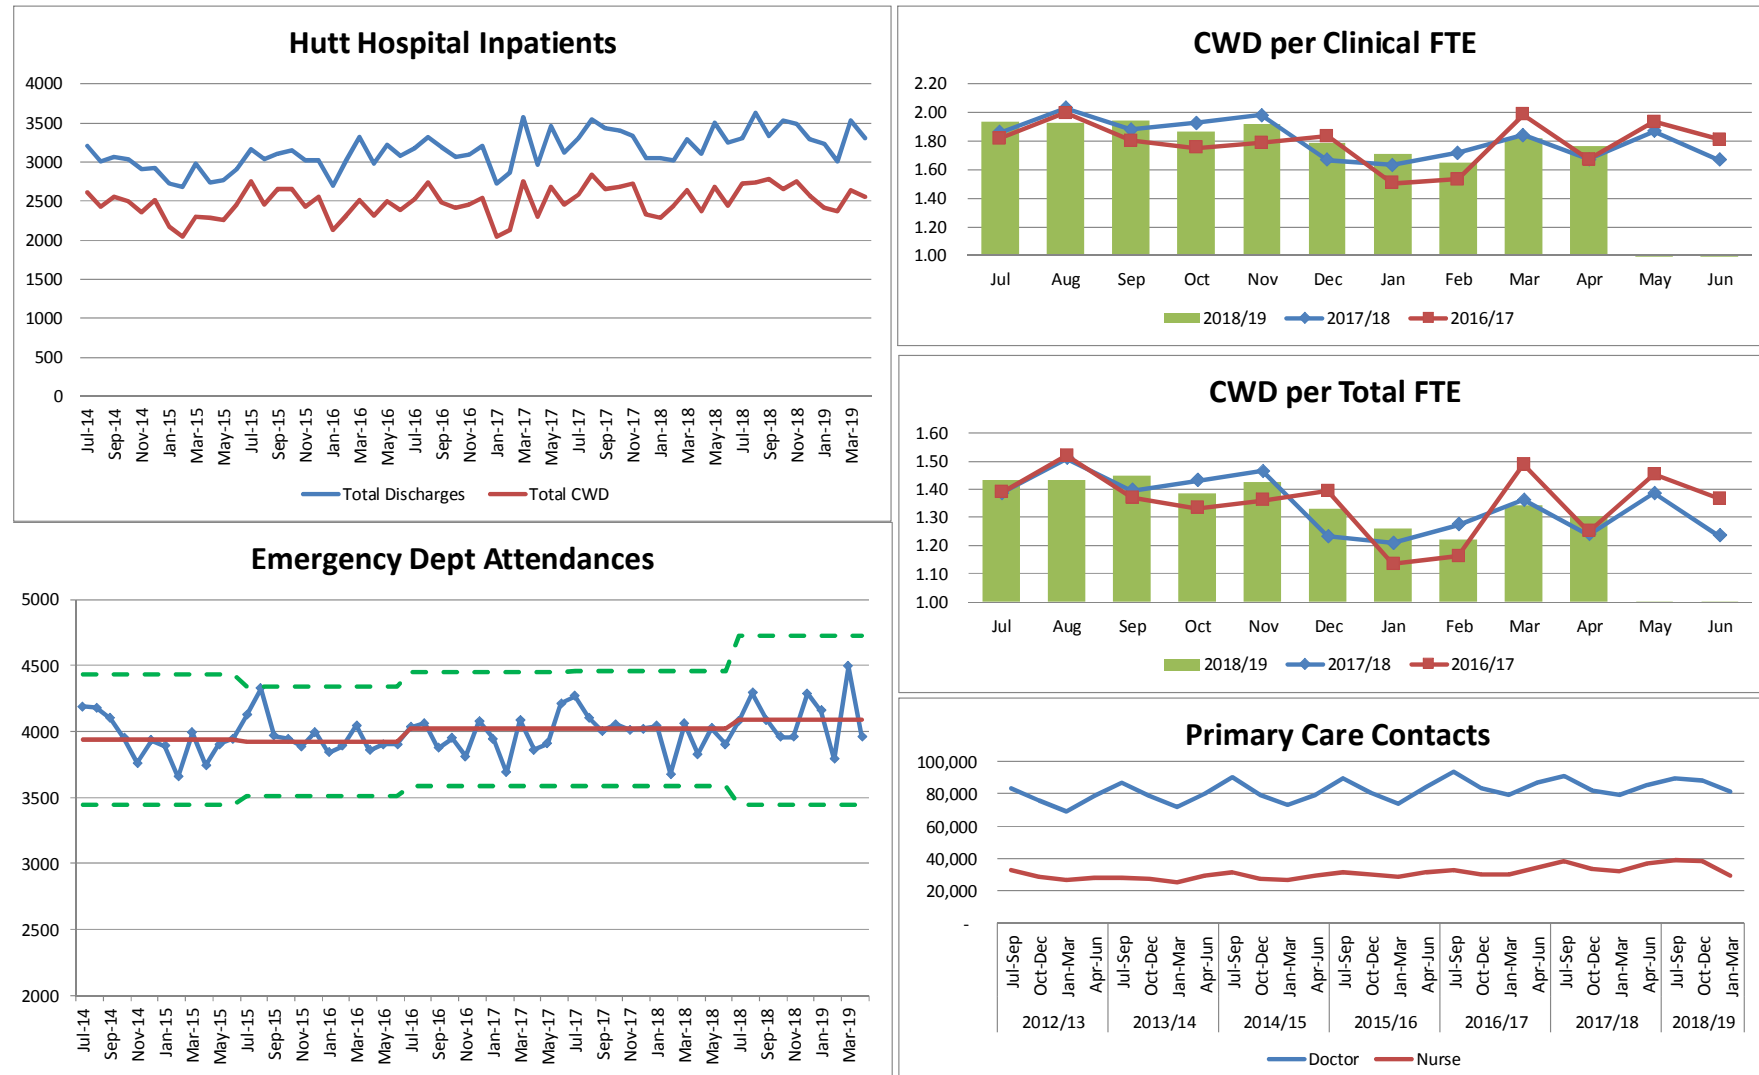 Hutt Hospital Inpatients
4000
3500
3000
2500
2000
1500
1000
500
0
Jul-14 Sep-14 Nov-14 Jan-15 Mar-15 May-15 Jul-15 Sep-15 Nov-15 Jan-16 Mar-16 May-16 Jul-16 Sep-16 Nov-16 Jan-17 Mar-17 May-17 Jul-17 Sep-17 Nov-17 Jan-18 Mar-18 May-18 Jul-18 Sep-18 Nov-18 Jan-19 Mar-19
Total Discharges Total CWD
CWD per Clinical FTE
2.20
2.00
1.80
1.60
1.40
1.20
1.00
Jul Aug Sep Oct Nov Dec Jan Feb Mar Apr May Jun
2018/19 2017/18 2016/17
CWD per Total FTE
1.60
1.50
1.40
1.30
1.20
1.10
1.00
Jul Aug Sep Oct Nov Dec Jan Feb Mar Apr May Jun
2018/19 2017/18 2016/17
Emergency Dept Attendances
5000
4500
4000
3500
3000
2500
2000
Jul-14 Sep-14 Nov-14 Jan-15 Mar-15 May-15 Jul-15 Sep-15 Nov-15 Jan-16 Mar-16 May-16 Jul-16 Sep-16 Nov-16 Jan-17 Mar-17 May-17 Jul-17 Sep-17 Nov-17 Jan-18 Mar-18 May-18 Jul-18 Sep-18 Nov-18 Jan-19 Mar-19
Primary Care Contacts
100,000
80,000
60,000
40,000
20,000
-
Jul-Sep Oct-Dec Jan-Mar Apr-Jun Jul-Sep Oct-Dec Jan-Mar Apr-Jun Jul-Sep Oct-Dec Jan-Mar Apr-Jun Jul-Sep Oct-Dec Jan-Mar Apr-Jun Jul-Sep Oct-Dec Jan-Mar Apr-Jun Jul-Sep Oct-Dec Jan-Mar Apr-Jun Jul-Sep Oct-Dec Jan-Mar
2012/13 2013/14 2014/15 2015/16 2016/17 2017/18 2018/19
Doctor Nurse